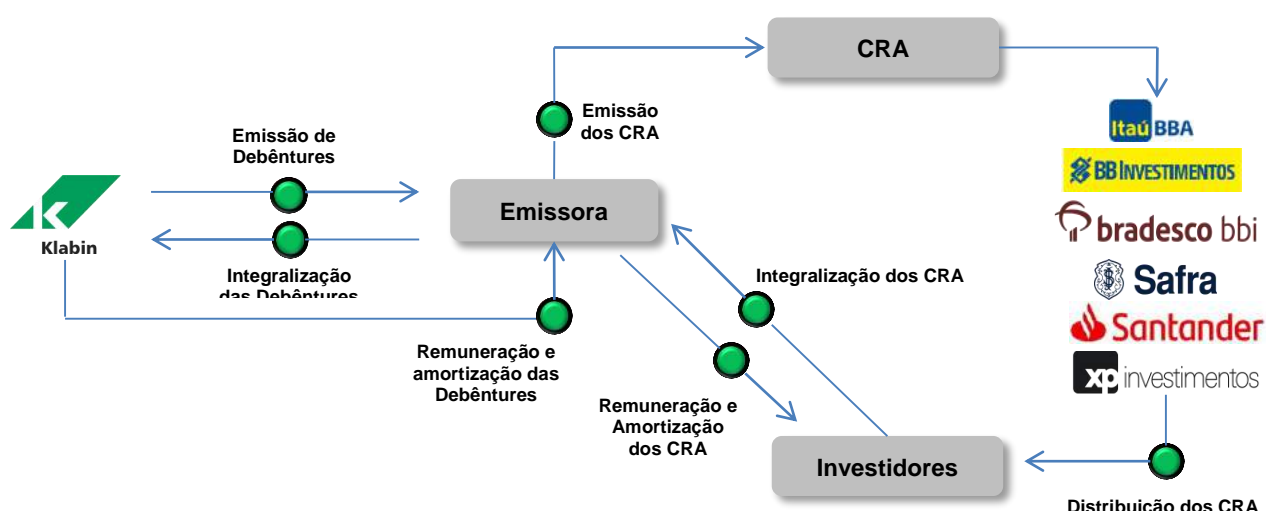 CRA
Emissão
dos CRA
Itaú BBA
Emissão de
Debêntures
BB INVESTIMENTOS
Emissora
bradesco bbi
Klabin
Integralização
das Debêntures
Integralização dos CRA
Safra
Santander
Remuneração e
amortização das
Debêntures
xp investimentos
Remuneração e
Amortização
dos CRA
Investidores
Distribuição dos CRA